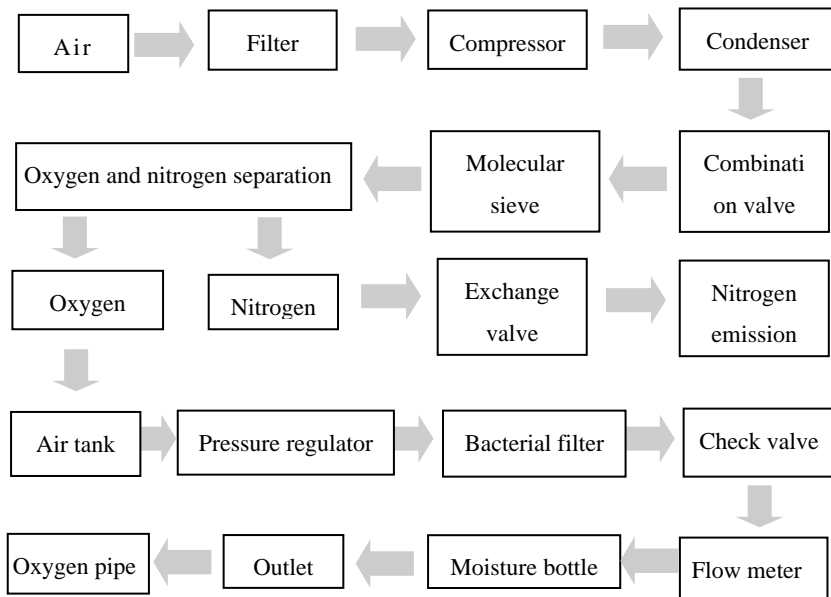 Air
Filter
Compressor
Condenser
Oxygen and nitrogen separation
Molecular
sieve
Combinati
on valve
Oxygen
Nitrogen
Exchange
valve
Nitrogen
emission
Air tank
Pressure regulator
Bacterial filter
Check valve
Oxygen pipe
Outlet
Moisture bottle
Flow meter